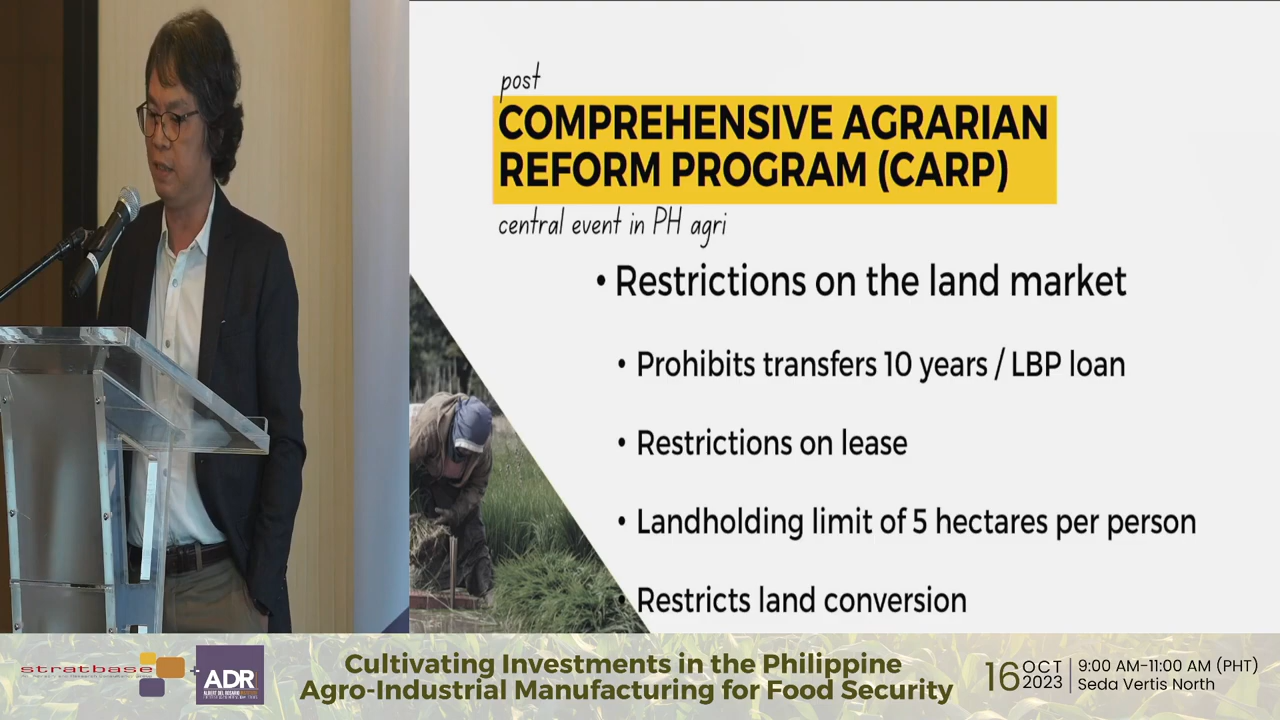 post
COMPREHENSIVE AGRARIAN
REFORM PROGRAM (CARP)
central event in PH agri
• Restrictions on the land market
• Prohibits transfers 10 years / LBP loan
• Restrictions on lease
• Landholding limit of 5 hectares per person
• Restricts land conversion
stratbase
+
ADR
Cultivating Investments in the Philippine
Agro-Industrial Manufacturing for Food Security
16 OCT 2023
9:00 AM-11:00 AM (PHT)
Seda Vertis North